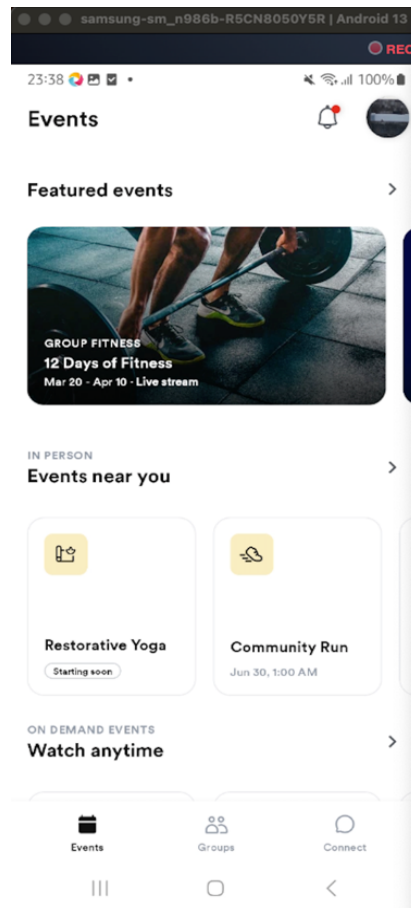 samsung-sm_n986b-R5CN8050Y5R | Android 13
REC
23:38
100%
Events
Featured events
GROUP FITNESS
12 Days of Fitness
Mar 20 - Apr 10 · Live stream
IN PERSON
Events near you
Restorative Yoga
Starting soon
Community Run
Jun 30, 1:00 AM
ON DEMAND EVENTS
Watch anytime
Events
Groups
Connect